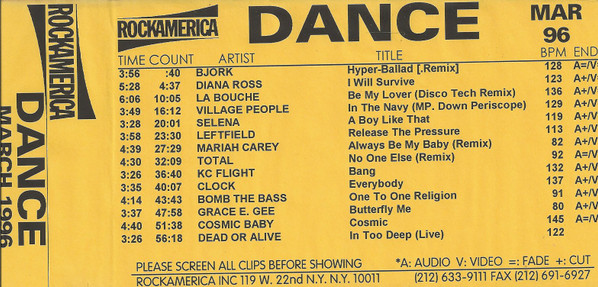 ROCKAMERICA
DANCE
MARCH 1996
ROCKAMERICA DANCE MAR 96
TIME COUNT ARTIST TITLE BPM END
3:56 :40 BJORK Hyper-Ballad [.Remix] 128 A=/V
5:28 4:37 DIANA ROSS I Will Survive 123 A+/V
6:06 10:05 LA BOUCHE Be My Lover (Disco Tech Remix) 136 A+/V
3:49 16:12 VILLAGE PEOPLE In The Navy (MP. Down Periscope) 129 A+/V
3:28 20:01 SELENA A Boy Like That 119 A+/V
3:58 23:30 LEFTFIELD Release The Pressure 113 A+/V
4:39 27:29 MARIAH CAREY Always Be My Baby (Remix) 82 A+/V
4:30 32:09 TOTAL No One Else (Remix) 92 A=/V
3:26 36:40 KC FLIGHT Bang 132 A+/V
3:35 40:07 CLOCK Everybody 137 A+/V
4:14 43:43 BOMB THE BASS One To One Religion 91 A+/V
3:37 47:58 GRACE E. GEE Butterfly Me 80 A+/V
4:40 51:38 COSMIC BABY Cosmic 145 A=/V
3:26 56:18 DEAD OR ALIVE In Too Deep (Live) 122
PLEASE SCREEN ALL CLIPS BEFORE SHOWING *A: AUDIO V: VIDEO =: FADE +: CUT
ROCKAMERICA INC 119 W. 22nd N.Y. N.Y. 10011 (212) 633-9111 FAX (212) 691-6927